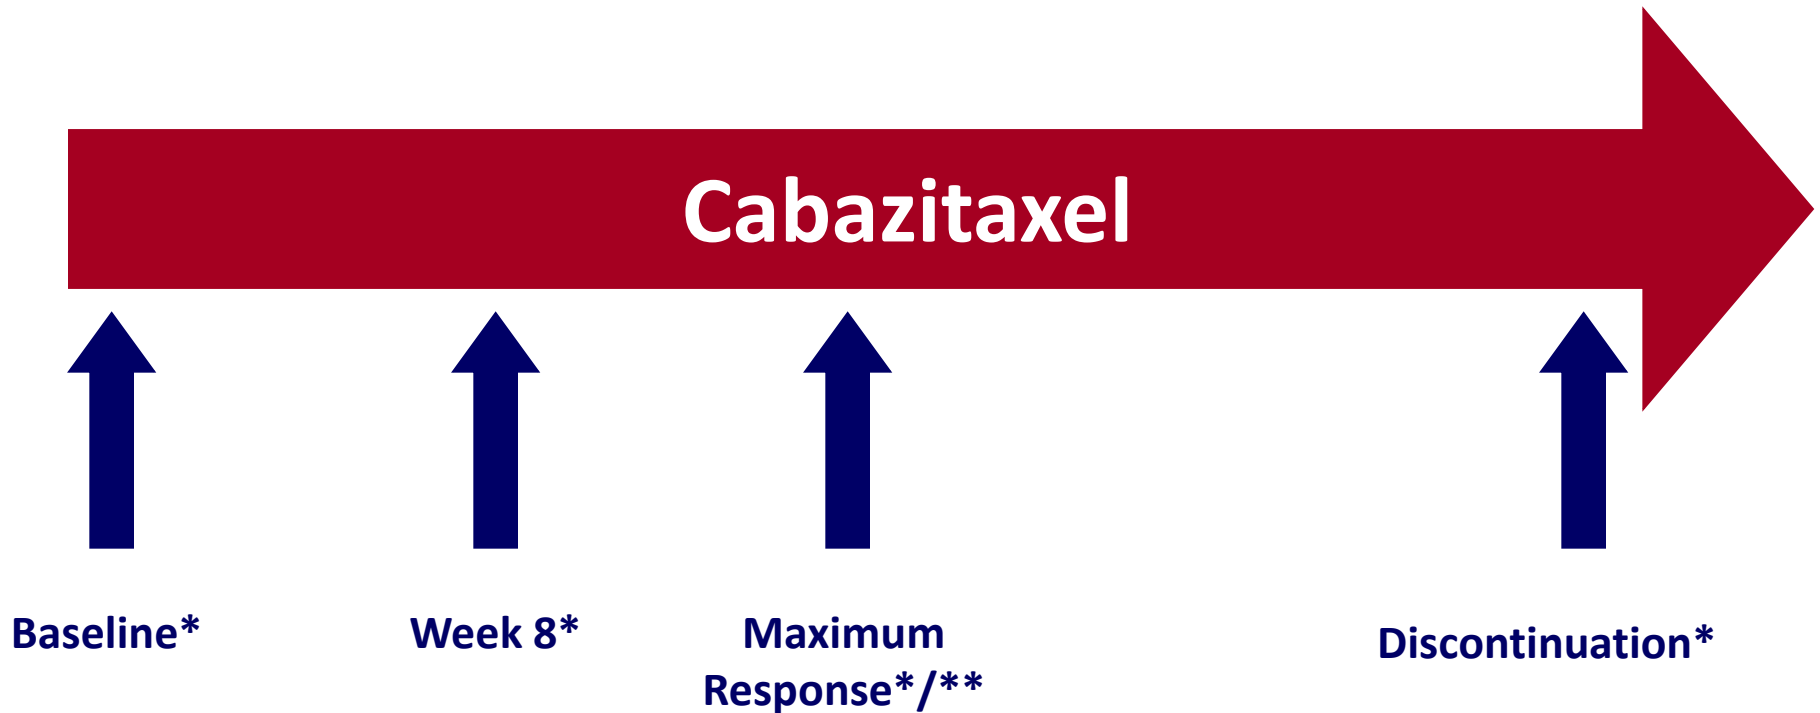 Cabazitaxel
Baseline*
Week 8*
Maximum
Response*/**
Discontinuation*